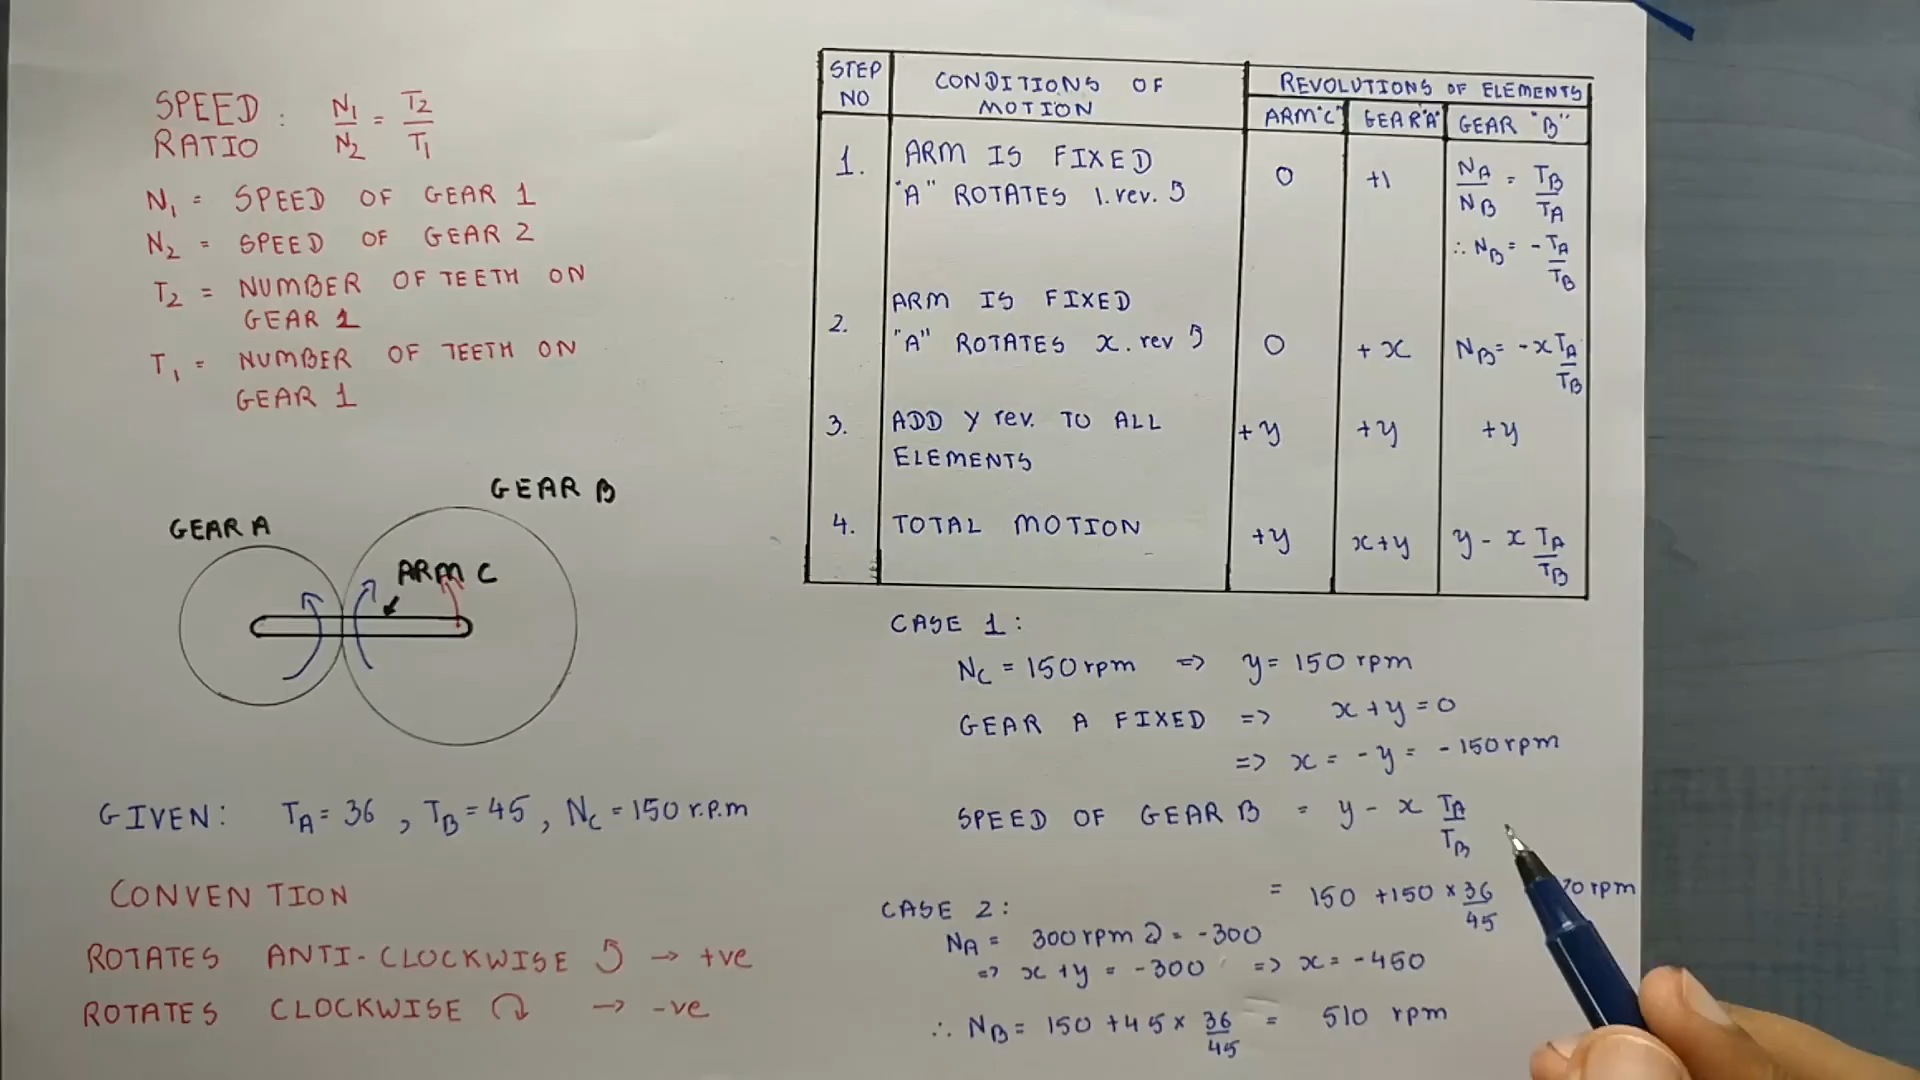 SPEED RATIO : N1/N2 = T2/T1
N1 = SPEED OF GEAR 1
N2 = SPEED OF GEAR 2
T2 = NUMBER OF TEETH ON
GEAR 1
T1 = NUMBER OF TEETH ON
GEAR 1
GEAR B
GEAR A
ARM C
GIVEN: TA = 36 , TB = 45 , NC = 150 r.p.m
CONVENTION
ROTATES ANTI-CLOCKWISE ↺ → +ve
ROTATES CLOCKWISE ↻ → -ve
STEP NO | CONDITIONS OF MOTION | REVOLUTIONS OF ELEMENTS
ARM "C" | GEAR "A" | GEAR "B"
1. | ARM IS FIXED | 0 | +1 | NA/NB = TB/TA
"A" ROTATES 1.rev. ↺ | ∴ NB = - TA/TB
2. | ARM IS FIXED
"A" ROTATES x.rev ↺ | 0 | + x | NB = -x TA/TB
3. | ADD Y rev. TO ALL | +y | +y | +y
ELEMENTS
4. | TOTAL MOTION | +y | x+y | y - x TA/TB
CASE 1:
NC = 150 rpm => y = 150 rpm
GEAR A FIXED => x + y = 0
=> x = - y = - 150 rpm
SPEED OF GEAR B = y - x TA/TB
= 150 + 150 × 36/45 70 rpm
CASE 2:
NA = 300 rpm ↻ = -300
=> x + y = -300 => x = -450
∴ NB = 150 + 45 × 36/45 = 510 rpm